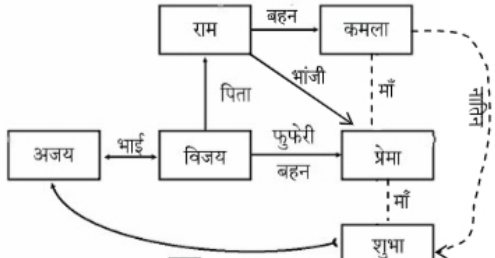 राम
बहन
कमला
भांजी
माँ
नातिन
पिता
अजय
भाई
विजय
फुफेरी
बहन
प्रेमा
माँ
शुभा